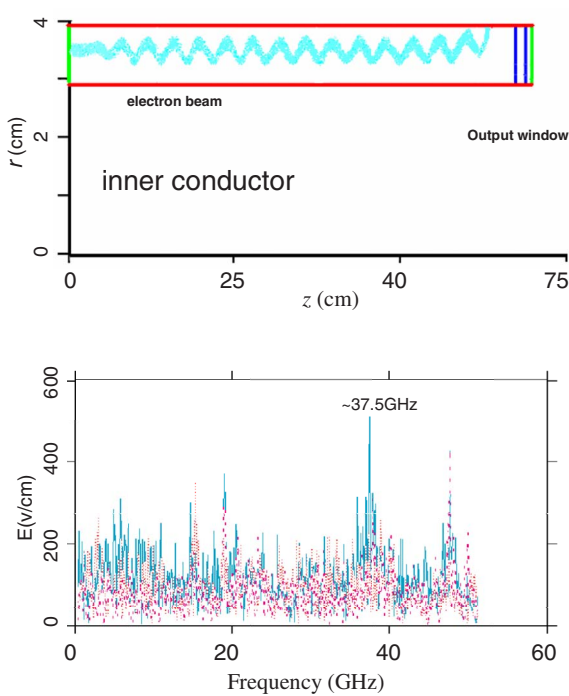 4
2
0
r (cm)
electron beam
Output window
inner conductor
0
25
40
75
z (cm)
600
400
200
0
E(v/cm)
~37.5GHz
0
20
40
60
Frequency (GHz)